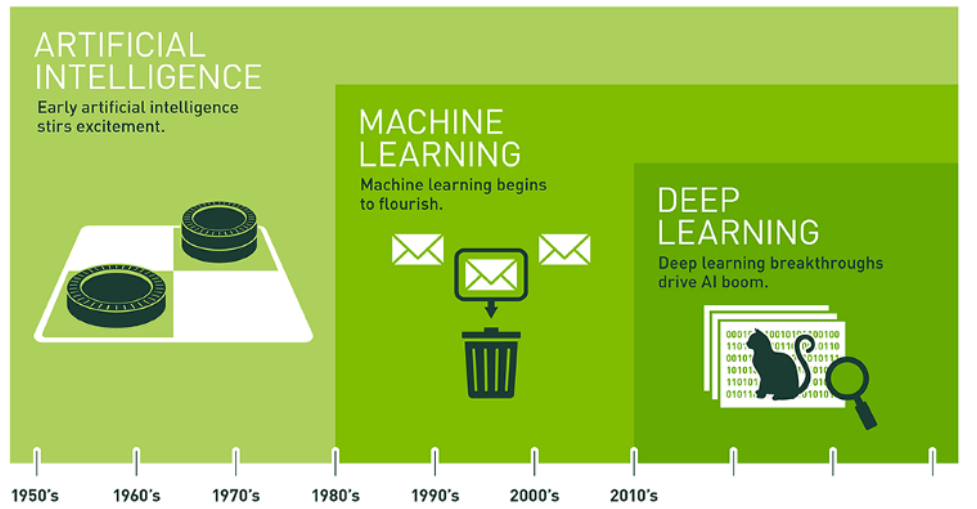 ARTIFICIAL
INTELLIGENCE
Early artificial intelligence
stirs excitement.
MACHINE
LEARNING
Machine learning begins
to flourish.
DEEP
LEARNING
Deep learning breakthroughs
drive AI boom.
1950's
1960's
1970's
1980's
1990's
2000's
2010's